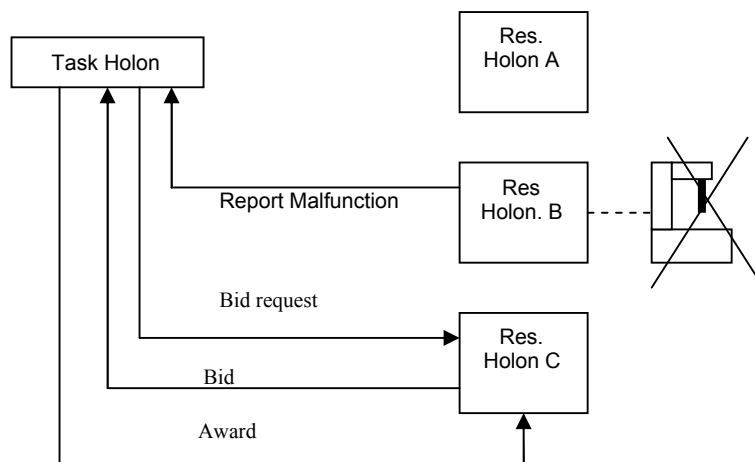 Res.
Holon A
Task Holon
Res
Holon. B
Report Malfunction
Bid request
Res.
Holon C
Bid
Award